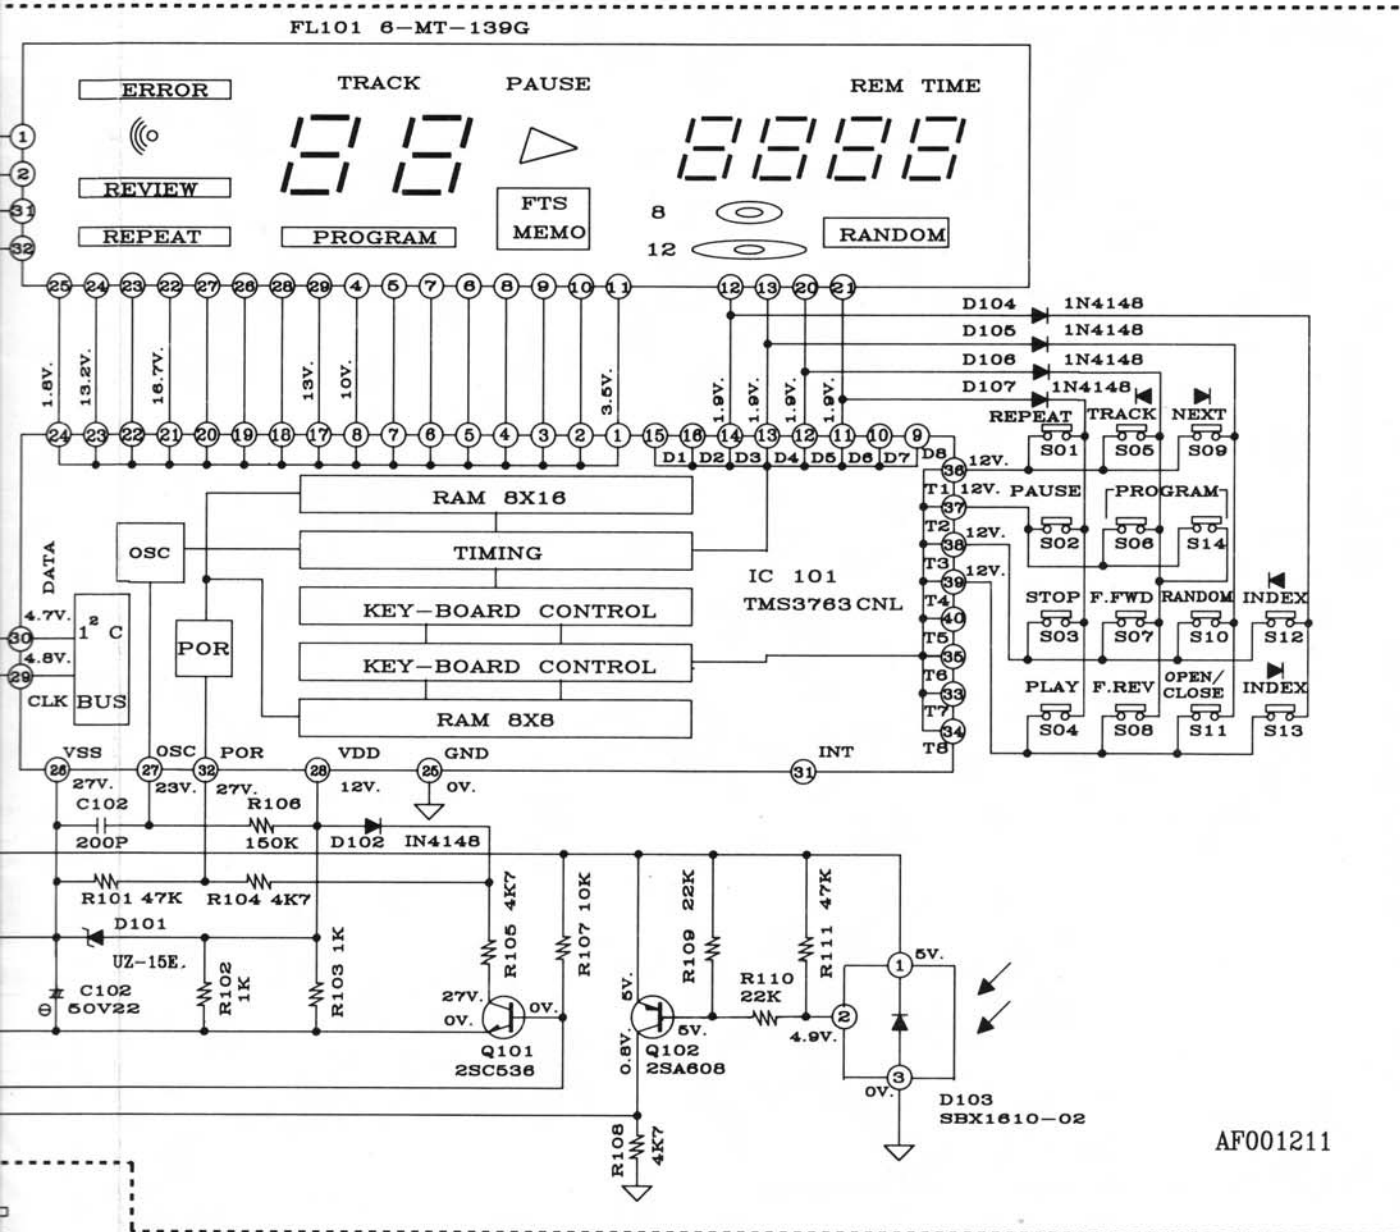 FL101 6-MT-139G
ERROR
TRACK
PAUSE
REM TIME
REVIEW
REPEAT
PROGRAM
FTS
MEMO
8
12
RANDOM
1
2
31
32
25 24 23 22 27 26 28 29 4 5 7 6 8 9 10 11 12 13 20 21
D104 1N4148
D105 1N4148
D106 1N4148
D107 1N4148
1.8V. 13.2V. 16.7V. 13V. 10V. 3.5V. 1.9V. 1.9V. 1.9V. 1.9V.
24 23 22 21 20 19 18 17 8 7 6 5 4 3 2 1 15 16 14 13 12 11 10 9
D1 D2 D3 D4 D5 D6 D7 D8
REPEAT TRACK NEXT
S01 S05 S09
36 12V.
T1
37 12V.
T2
38 12V.
T3
39 12V.
T4
40
T5
35
T6
33
T7
34
T8
PAUSE PROGRAM
S02 S06 S14
STOP F.FWD RANDOM INDEX
S03 S07 S10 S12
PLAY F.REV OPEN/
CLOSE INDEX
S04 S08 S11 S13
RAM 8X16
OSC
TIMING
IC 101
TMS3763CNL
KEY-BOARD CONTROL
KEY-BOARD CONTROL
RAM 8X8
POR
DATA
4.7V.
30
1² C
4.8V.
29
CLK BUS
VSS OSC POR VDD GND INT
26 27 32 28 25 31
27V. 23V. 27V. 12V. 0V.
C102
200P
R106
150K
D102 IN4148
R101 47K
R104 4K7
D101
UZ-15E.
C102
50V22
R102
1K
R103 1K
R105 4K7
R107 10K
27V.
0V.
0V.
Q101
2SC536
5V.
0.8V.
5V.
Q102
2SA608
R109 22K
R110
22K
R111 47K
1 5V.
2
4.9V.
3
0V.
D103
SBX1610-02
R108
4K7
AF001211